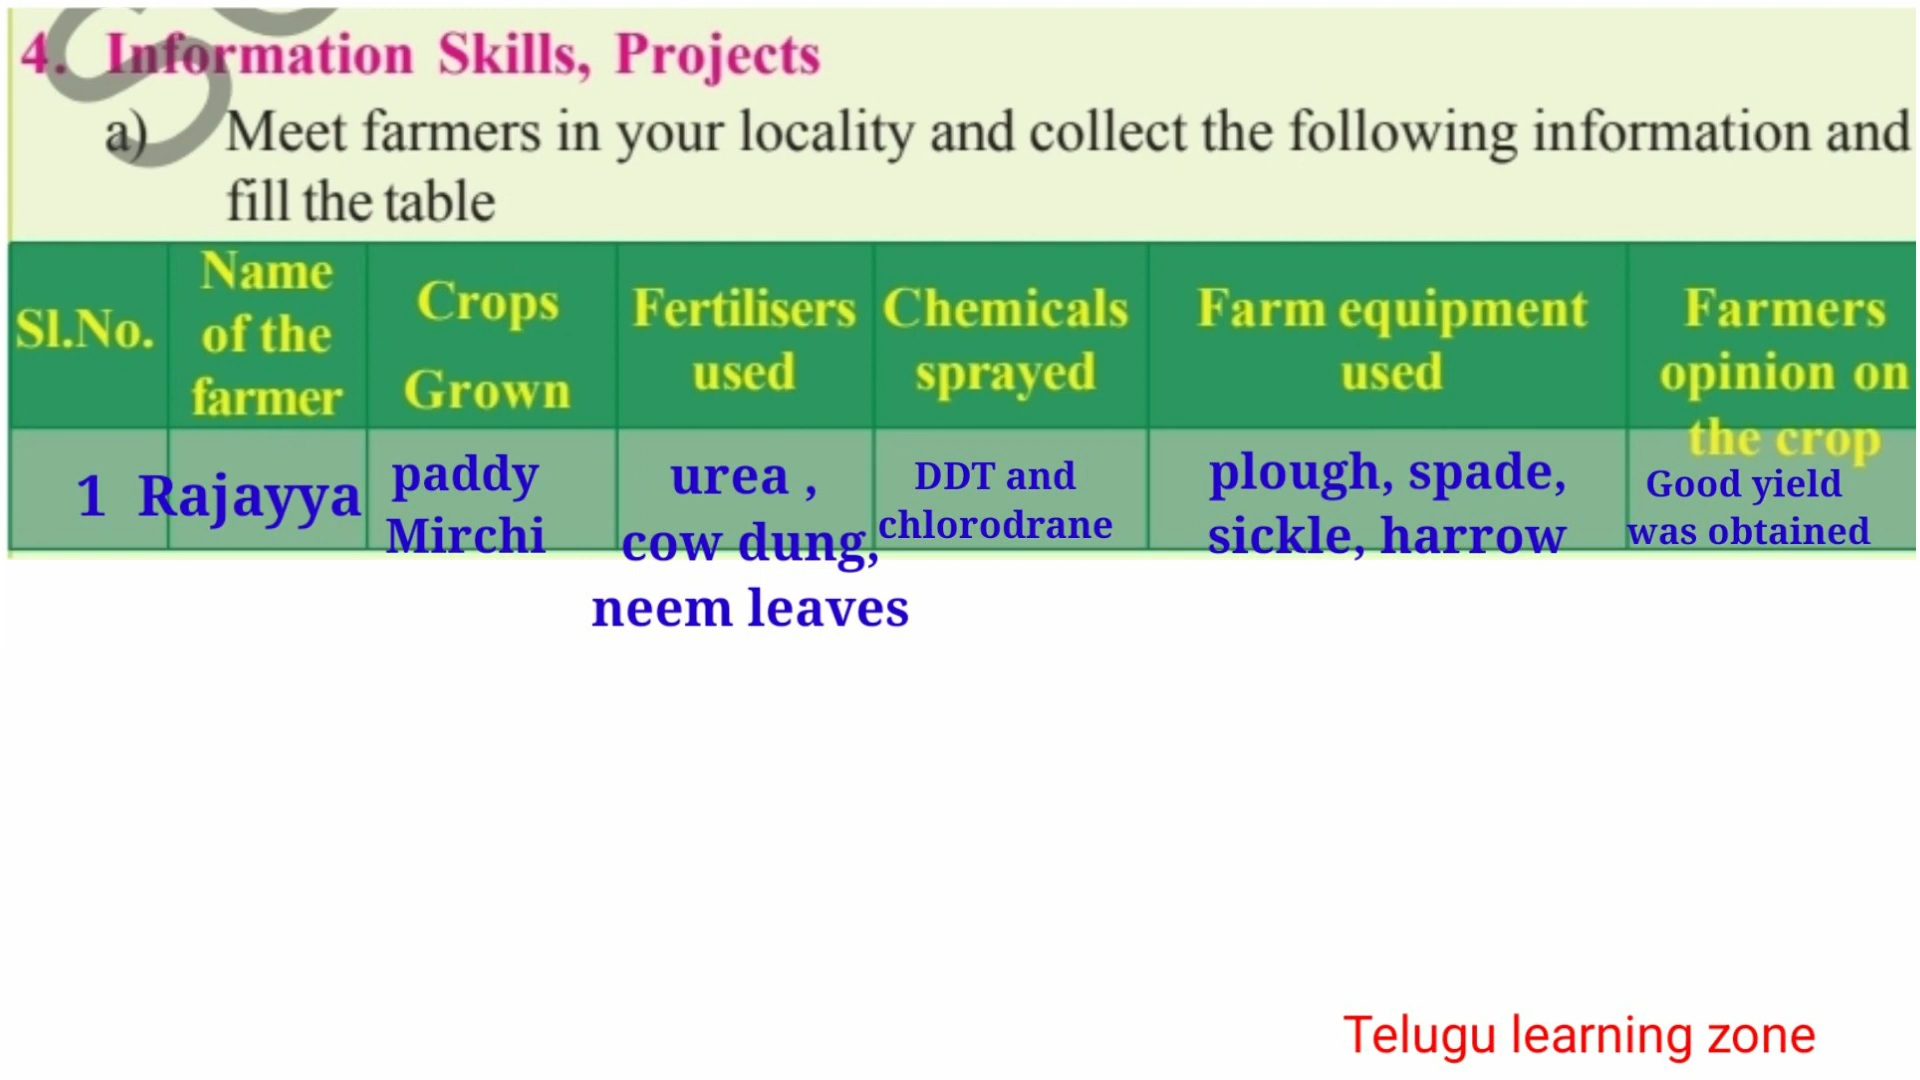 4. Information Skills, Projects
a) Meet farmers in your locality and collect the following information and
fill the table
Sl.No.
Name
of the
farmer
Crops
Grown
Fertilisers
used
Chemicals
sprayed
Farm equipment
used
Farmers
opinion on
the crop
1
Rajayya
paddy
Mirchi
urea ,
cow dung,
neem leaves
DDT and
chlorodrane
plough, spade,
sickle, harrow
Good yield
was obtained
Telugu learning zone